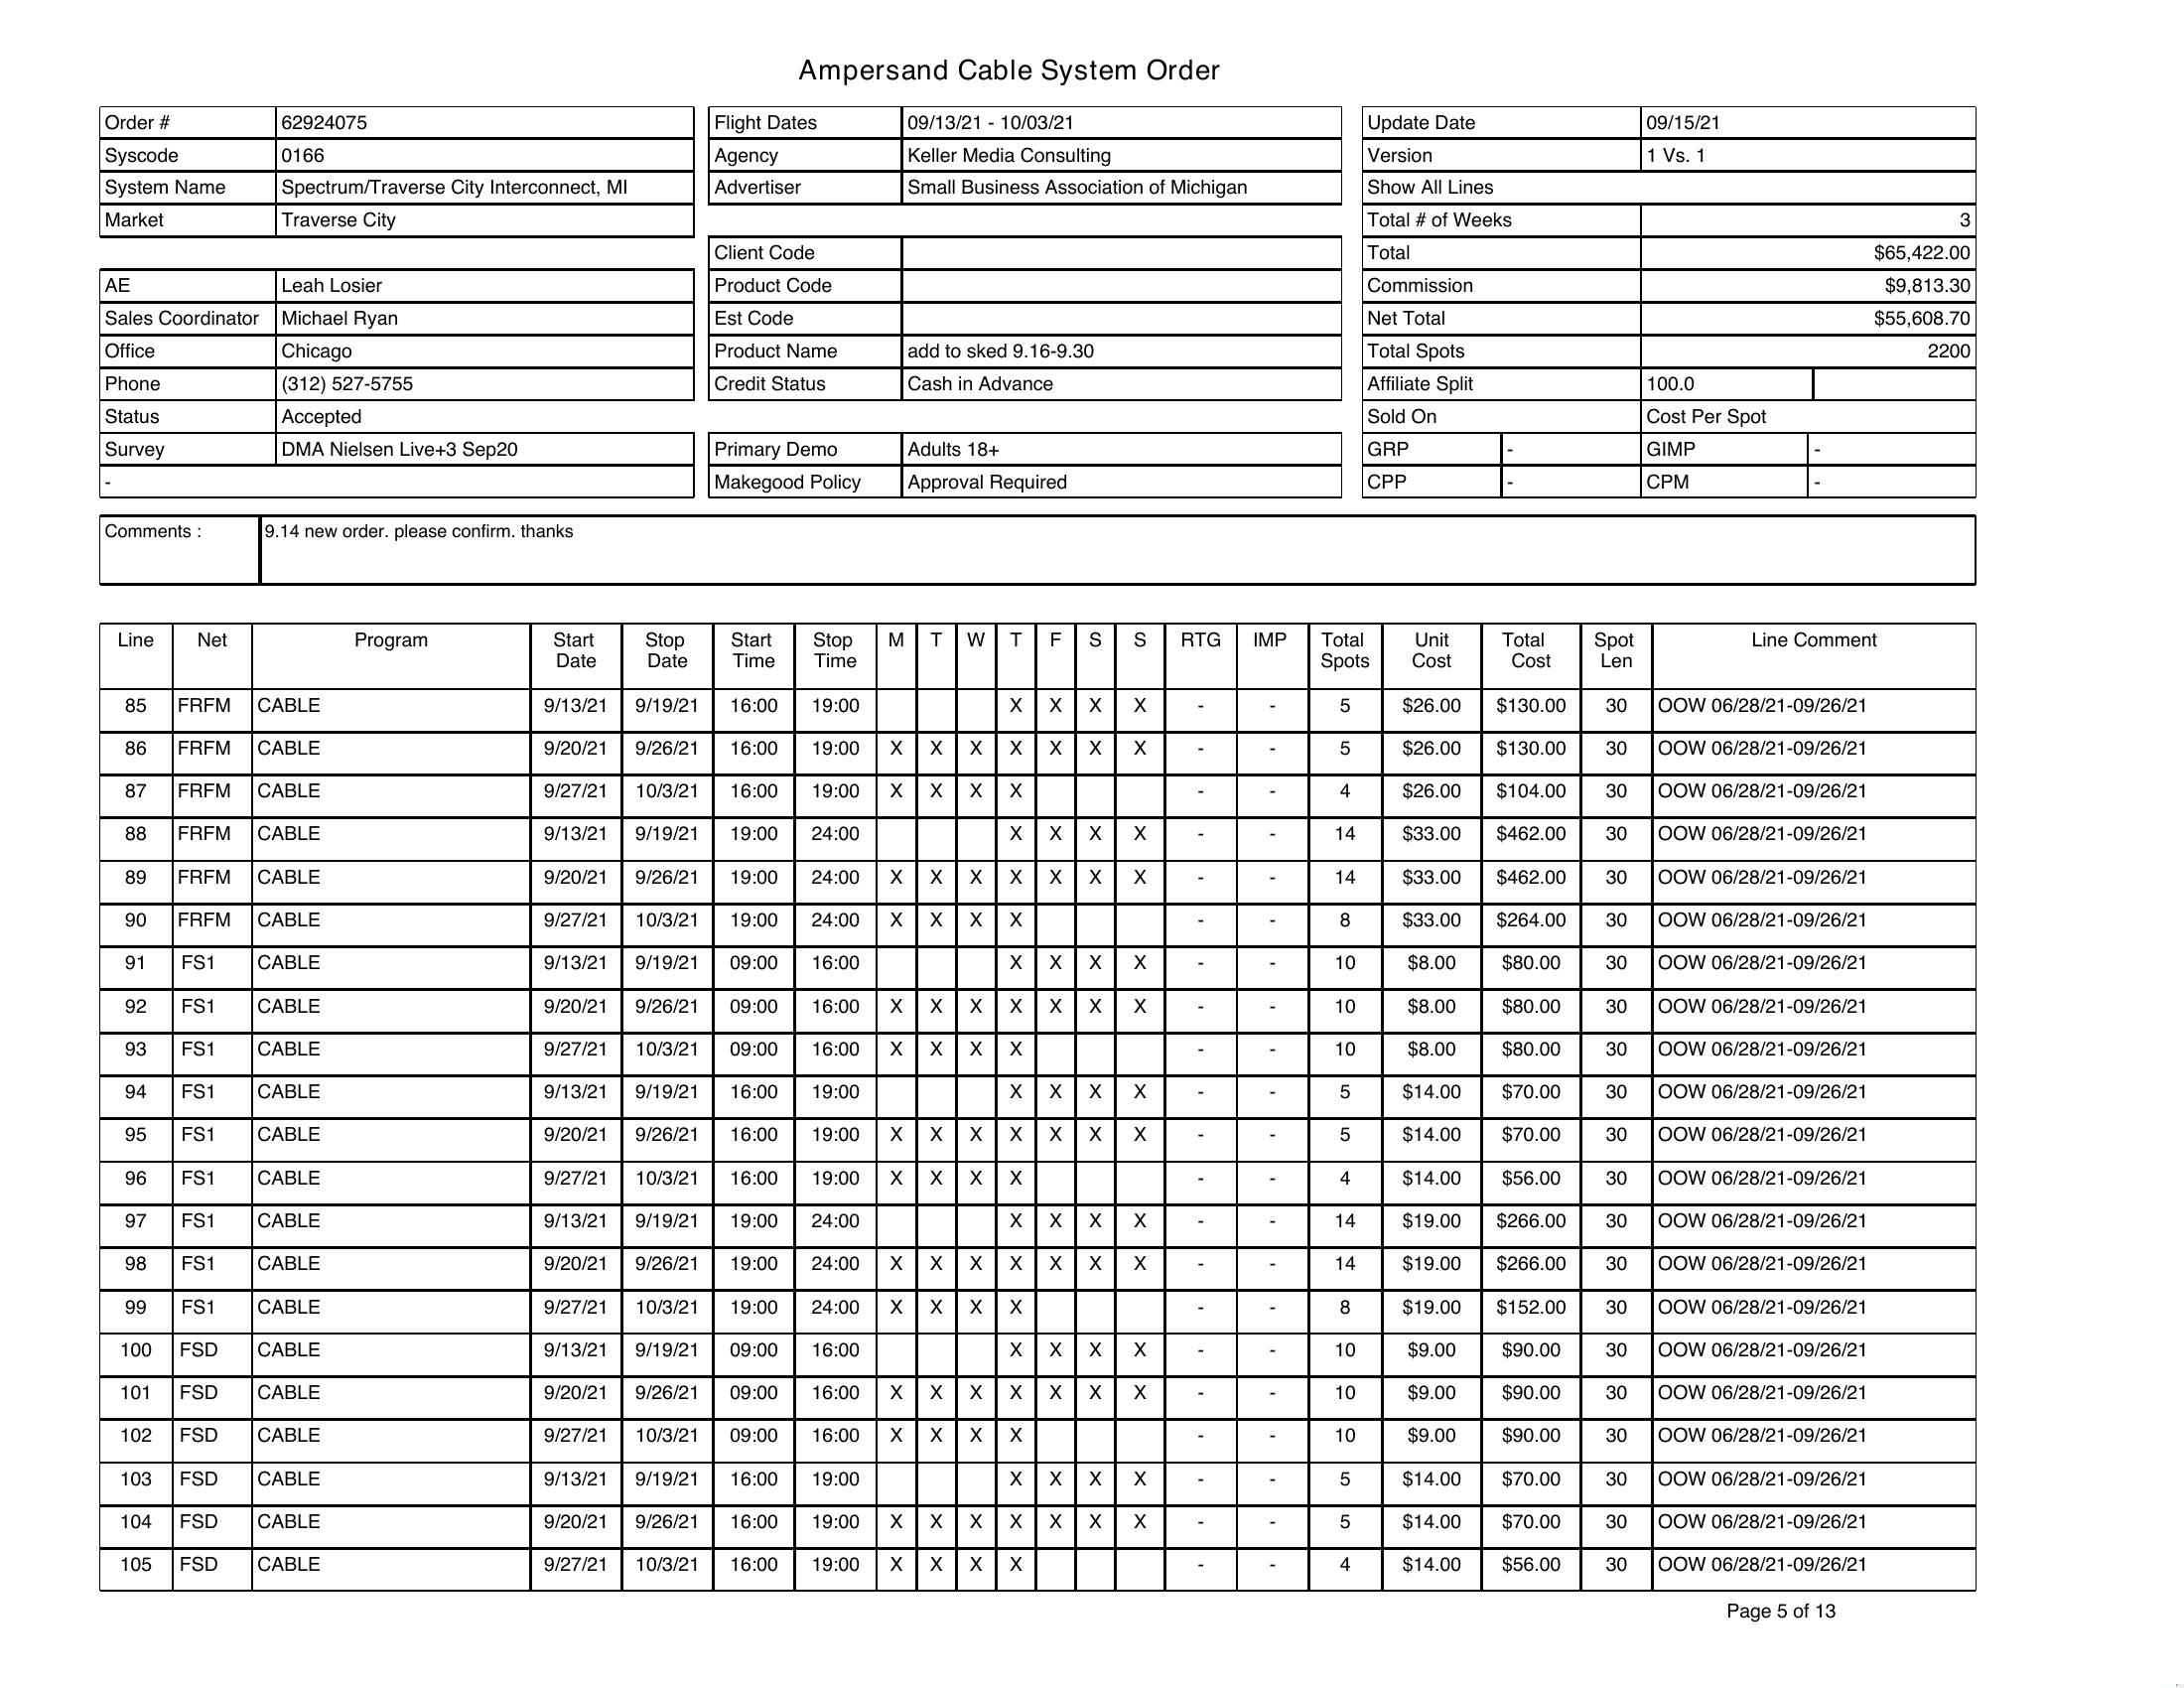 Ampersand Cable System Order
Order # 62924075
Syscode 0166
System Name Spectrum/Traverse City Interconnect, MI
Market Traverse City
AE Leah Losier
Sales Coordinator Michael Ryan
Office Chicago
Phone (312) 527-5755
Status Accepted
Survey DMA Nielsen Live+3 Sep20
-
Flight Dates 09/13/21 - 10/03/21
Agency Keller Media Consulting
Advertiser Small Business Association of Michigan
Client Code
Product Code
Est Code
Product Name add to sked 9.16-9.30
Credit Status Cash in Advance
Primary Demo Adults 18+
Makegood Policy Approval Required
Update Date 09/15/21
Version 1 Vs. 1
Show All Lines
Total # of Weeks 3
Total $65,422.00
Commission $9,813.30
Net Total $55,608.70
Total Spots 2200
Affiliate Split 100.0
Sold On Cost Per Spot
GRP - GIMP -
CPP - CPM -
Comments : 9.14 new order. please confirm. thanks
Line Net Program Start Date Stop Date Start Time Stop Time M T W T F S S RTG IMP Total Spots Unit Cost Total Cost Spot Len Line Comment
85 FRFM CABLE 9/13/21 9/19/21 16:00 19:00 X X X X - - 5 $26.00 $130.00 30 OOW 06/28/21-09/26/21
86 FRFM CABLE 9/20/21 9/26/21 16:00 19:00 X X X X X X X - - 5 $26.00 $130.00 30 OOW 06/28/21-09/26/21
87 FRFM CABLE 9/27/21 10/3/21 16:00 19:00 X X X X - - 4 $26.00 $104.00 30 OOW 06/28/21-09/26/21
88 FRFM CABLE 9/13/21 9/19/21 19:00 24:00 X X X X - - 14 $33.00 $462.00 30 OOW 06/28/21-09/26/21
89 FRFM CABLE 9/20/21 9/26/21 19:00 24:00 X X X X X X X - - 14 $33.00 $462.00 30 OOW 06/28/21-09/26/21
90 FRFM CABLE 9/27/21 10/3/21 19:00 24:00 X X X X - - 8 $33.00 $264.00 30 OOW 06/28/21-09/26/21
91 FS1 CABLE 9/13/21 9/19/21 09:00 16:00 X X X X - - 10 $8.00 $80.00 30 OOW 06/28/21-09/26/21
92 FS1 CABLE 9/20/21 9/26/21 09:00 16:00 X X X X X X X - - 10 $8.00 $80.00 30 OOW 06/28/21-09/26/21
93 FS1 CABLE 9/27/21 10/3/21 09:00 16:00 X X X X - - 10 $8.00 $80.00 30 OOW 06/28/21-09/26/21
94 FS1 CABLE 9/13/21 9/19/21 16:00 19:00 X X X X - - 5 $14.00 $70.00 30 OOW 06/28/21-09/26/21
95 FS1 CABLE 9/20/21 9/26/21 16:00 19:00 X X X X X X X - - 5 $14.00 $70.00 30 OOW 06/28/21-09/26/21
96 FS1 CABLE 9/27/21 10/3/21 16:00 19:00 X X X X - - 4 $14.00 $56.00 30 OOW 06/28/21-09/26/21
97 FS1 CABLE 9/13/21 9/19/21 19:00 24:00 X X X X - - 14 $19.00 $266.00 30 OOW 06/28/21-09/26/21
98 FS1 CABLE 9/20/21 9/26/21 19:00 24:00 X X X X X X X - - 14 $19.00 $266.00 30 OOW 06/28/21-09/26/21
99 FS1 CABLE 9/27/21 10/3/21 19:00 24:00 X X X X - - 8 $19.00 $152.00 30 OOW 06/28/21-09/26/21
100 FSD CABLE 9/13/21 9/19/21 09:00 16:00 X X X X - - 10 $9.00 $90.00 30 OOW 06/28/21-09/26/21
101 FSD CABLE 9/20/21 9/26/21 09:00 16:00 X X X X X X X - - 10 $9.00 $90.00 30 OOW 06/28/21-09/26/21
102 FSD CABLE 9/27/21 10/3/21 09:00 16:00 X X X X - - 10 $9.00 $90.00 30 OOW 06/28/21-09/26/21
103 FSD CABLE 9/13/21 9/19/21 16:00 19:00 X X X X - - 5 $14.00 $70.00 30 OOW 06/28/21-09/26/21
104 FSD CABLE 9/20/21 9/26/21 16:00 19:00 X X X X X X X - - 5 $14.00 $70.00 30 OOW 06/28/21-09/26/21
105 FSD CABLE 9/27/21 10/3/21 16:00 19:00 X X X X - - 4 $14.00 $56.00 30 OOW 06/28/21-09/26/21
Page 5 of 13